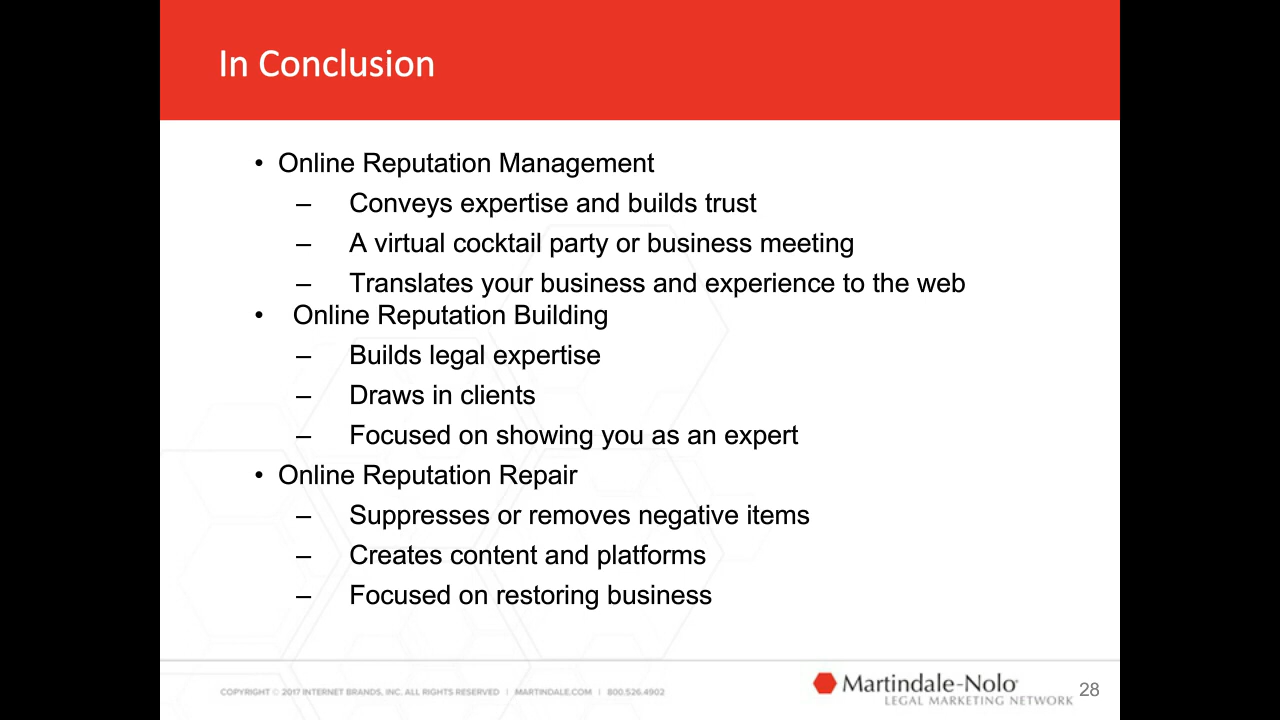 In Conclusion
• Online Reputation Management
– Conveys expertise and builds trust
– A virtual cocktail party or business meeting
– Translates your business and experience to the web
• Online Reputation Building
– Builds legal expertise
– Draws in clients
– Focused on showing you as an expert
• Online Reputation Repair
– Suppresses or removes negative items
– Creates content and platforms
– Focused on restoring business
COPYRIGHT © 2017 INTERNET BRANDS, INC. ALL RIGHTS RESERVED | MARTINDALE.COM | 800.526.4902
Martindale-Nolo
LEGAL MARKETING NETWORK
28